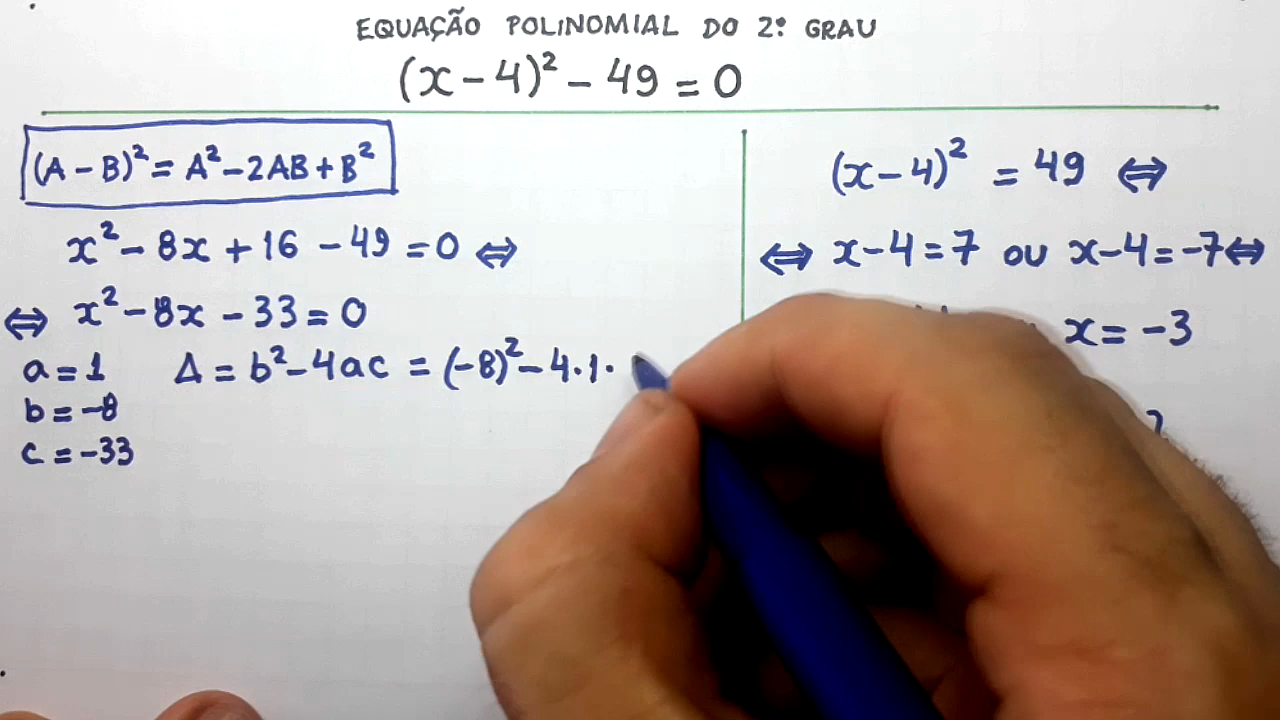 EQUAÇÃO POLINOMIAL DO 2º GRAU
(x - 4)² - 49 = 0
(A - B)² = A² - 2AB + B²
x² - 8x + 16 - 49 = 0 ⇔
⇔ x² - 8x - 33 = 0
a = 1 Δ = b² - 4ac = (-8)² - 4·1·
b = -8
c = -33
(x - 4)² = 49 ⇔
⇔ x - 4 = 7 ou x - 4 = -7 ⇔
x = -3